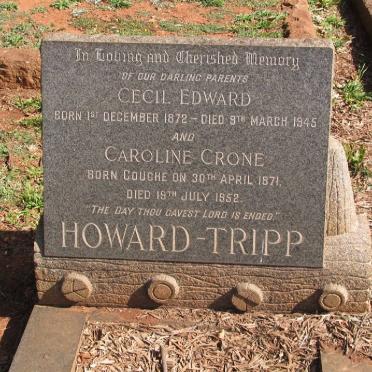 In Loving and Cherished Memory
OF OUR DARLING PARENTS
CECIL EDWARD
BORN 1ST DECEMBER 1872 – DIED 9TH MARCH 1945
AND
CAROLINE CRONE
BORN GOUCHE ON 30TH APRIL 1871.
DIED 19TH JULY 1952.
"THE DAY THOU GAVEST LORD IS ENDED."
HOWARD-TRIPP